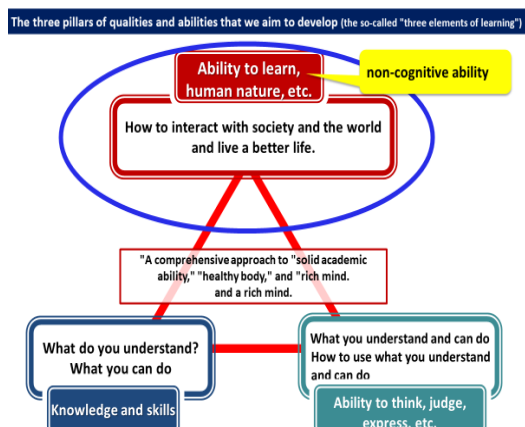 The three pillars of qualities and abilities that we aim to develop (the so-called "three elements of learning")
Ability to learn,
human nature, etc.
non-cognitive ability
How to interact with society and the world
and live a better life.
"A comprehensive approach to "solid academic
ability," "healthy body," and "rich mind.
and a rich mind.
What do you understand?
What you can do
Knowledge and skills
What you understand and can do
How to use what you understand
and can do
Ability to think, judge,
express, etc.